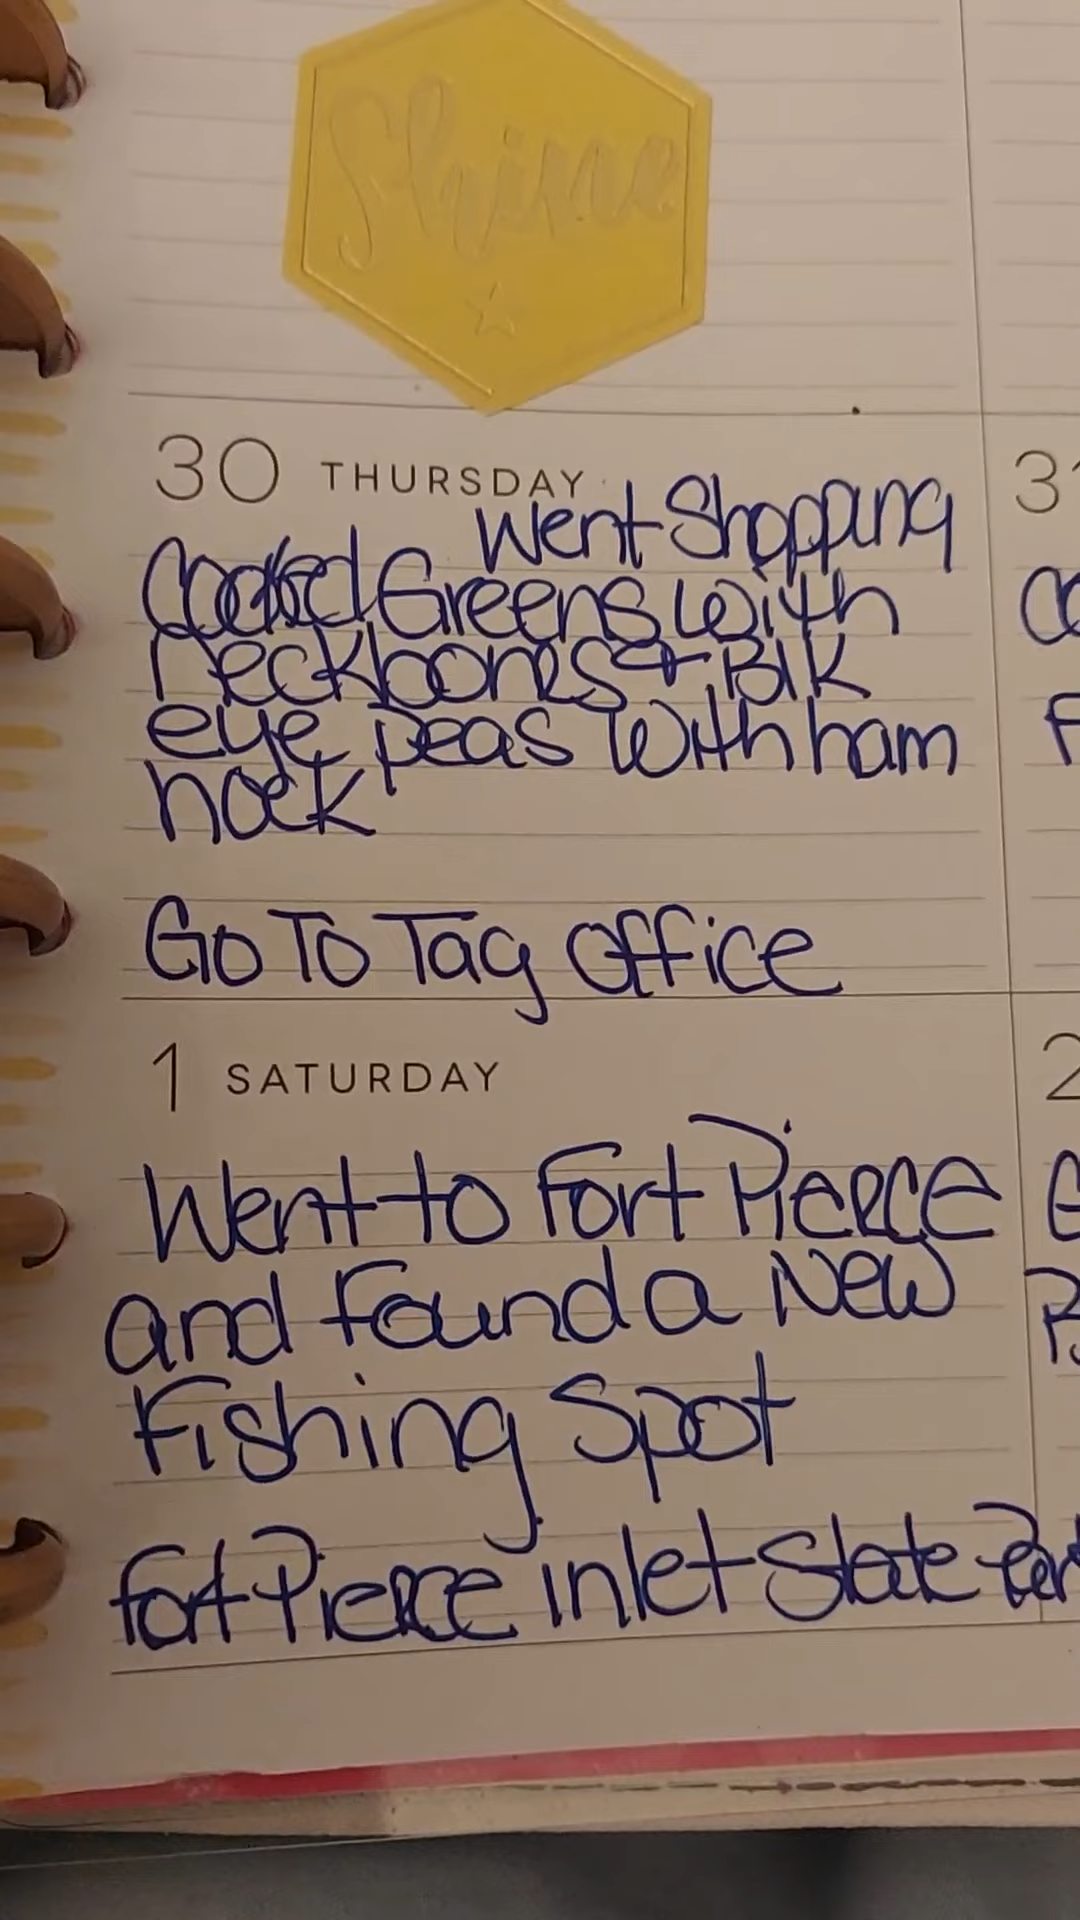 Shine
30 THURSDAY
Went Shopping
Cooked Greens with
neckbones & Blk
eye peas with ham
hock
Go To Tag Office
1 SATURDAY
Went to Fort Pierce
and found a New
Fishing Spot
Fort Pierce inlet State
2